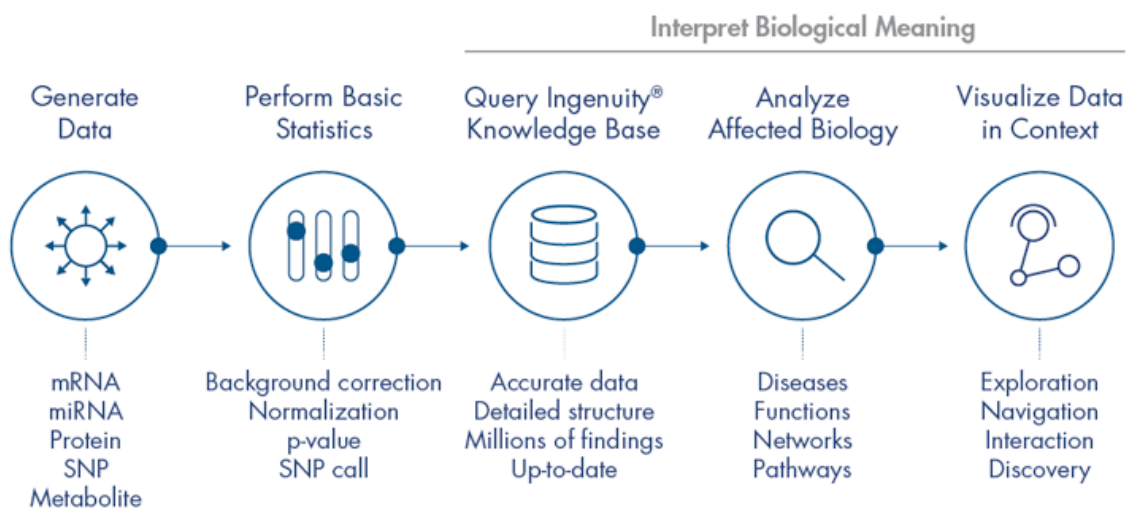 Interpret Biological Meaning
Generate
Data
Perform Basic
Statistics
Query Ingenuity®
Knowledge Base
Analyze
Affected Biology
Visualize Data
in Context
mRNA
miRNA
Protein
SNP
Metabolite
Background correction
Normalization
p-value
SNP call
Accurate data
Detailed structure
Millions of findings
Up-to-date
Diseases
Functions
Networks
Pathways
Exploration
Navigation
Interaction
Discovery